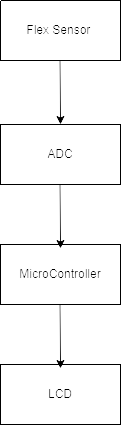 Flex Sensor
ADC
MicroController
LCD